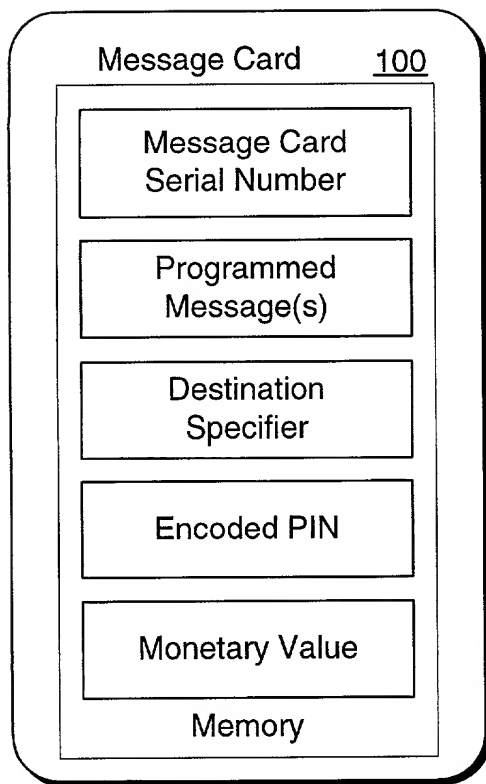 Message Card 100
Message Card
Serial Number
Programmed
Message(s)
Destination
Specifier
Encoded PIN
Monetary Value
Memory